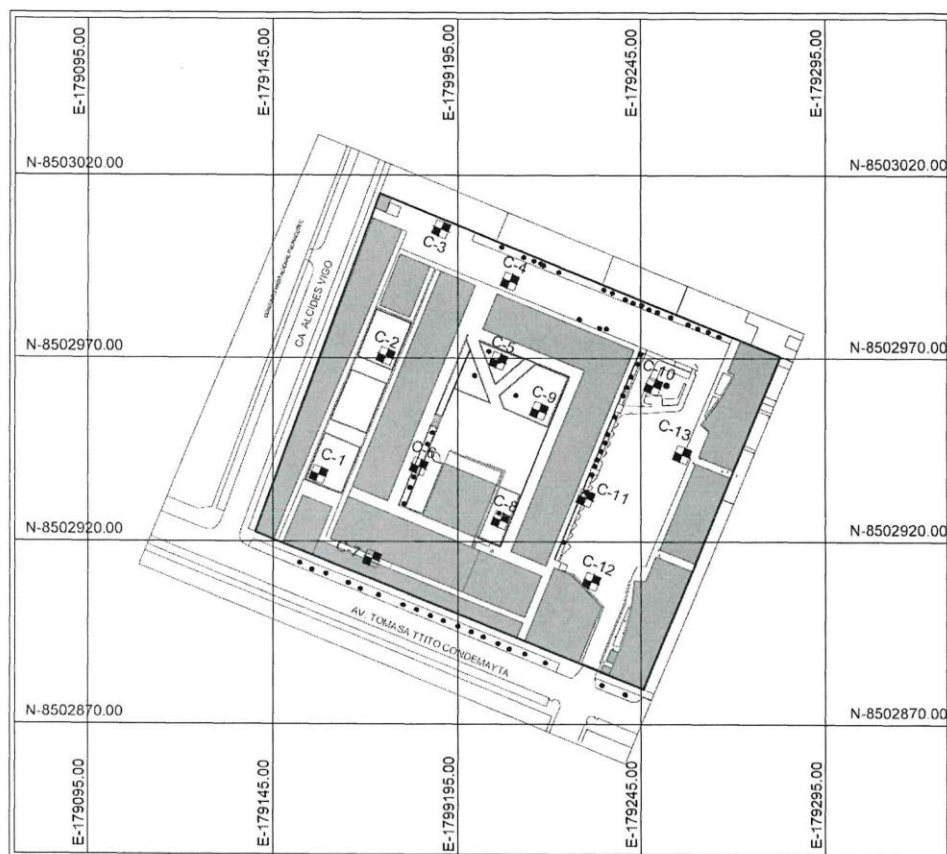 E-179095.00
E-179145.00
E-1799195.00
E-179245.00
E-179295.00
N-8503020.00
N-8503020.00
C-3
C-4
CA ALCIDES VIGO
C-2
C-5
N-8502970.00
N-8502970.00
C-10
C-9
C-13
C-1
C-6
C-11
C-8
N-8502920.00
N-8502920.00
C-7
C-12
AV. TOMASA TTITO CONDEMAYTA
N-8502870.00
N-8502870.00
E-179095.00
E-179145.00
E-1799195.00
E-179245.00
E-179295.00